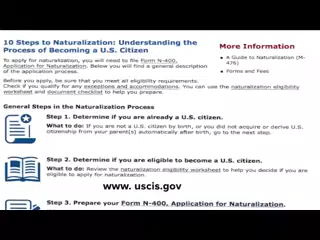 10 Steps to Naturalization: Understanding the
Process of Becoming a U.S. Citizen
To apply for naturalization, you will need to file Form N-400,
Application for Naturalization. Below you will find a general description
of the application process.
Before you apply, be sure that you meet all eligibility requirements.
Check if you qualify for any exceptions and accommodations. You can use the naturalization eligibility
worksheet and document checklist to help you prepare.
More Information
A Guide to Naturalization (M-
476)
Forms and Fees
General Steps in the Naturalization Process
Step 1. Determine if you are already a U.S. citizen.
What to do: If you are not a U.S. citizen by birth, or you did not acquire or derive U.S.
citizenship from your parent(s) automatically after birth, go to the next step.
Step 2. Determine if you are eligible to become a U.S. citizen.
What to do: Review the naturalization eligibility worksheet to help you decide if you are
eligible to apply for naturalization.
www. uscis.gov
Step 3. Prepare your Form N-400, Application for Naturalization.